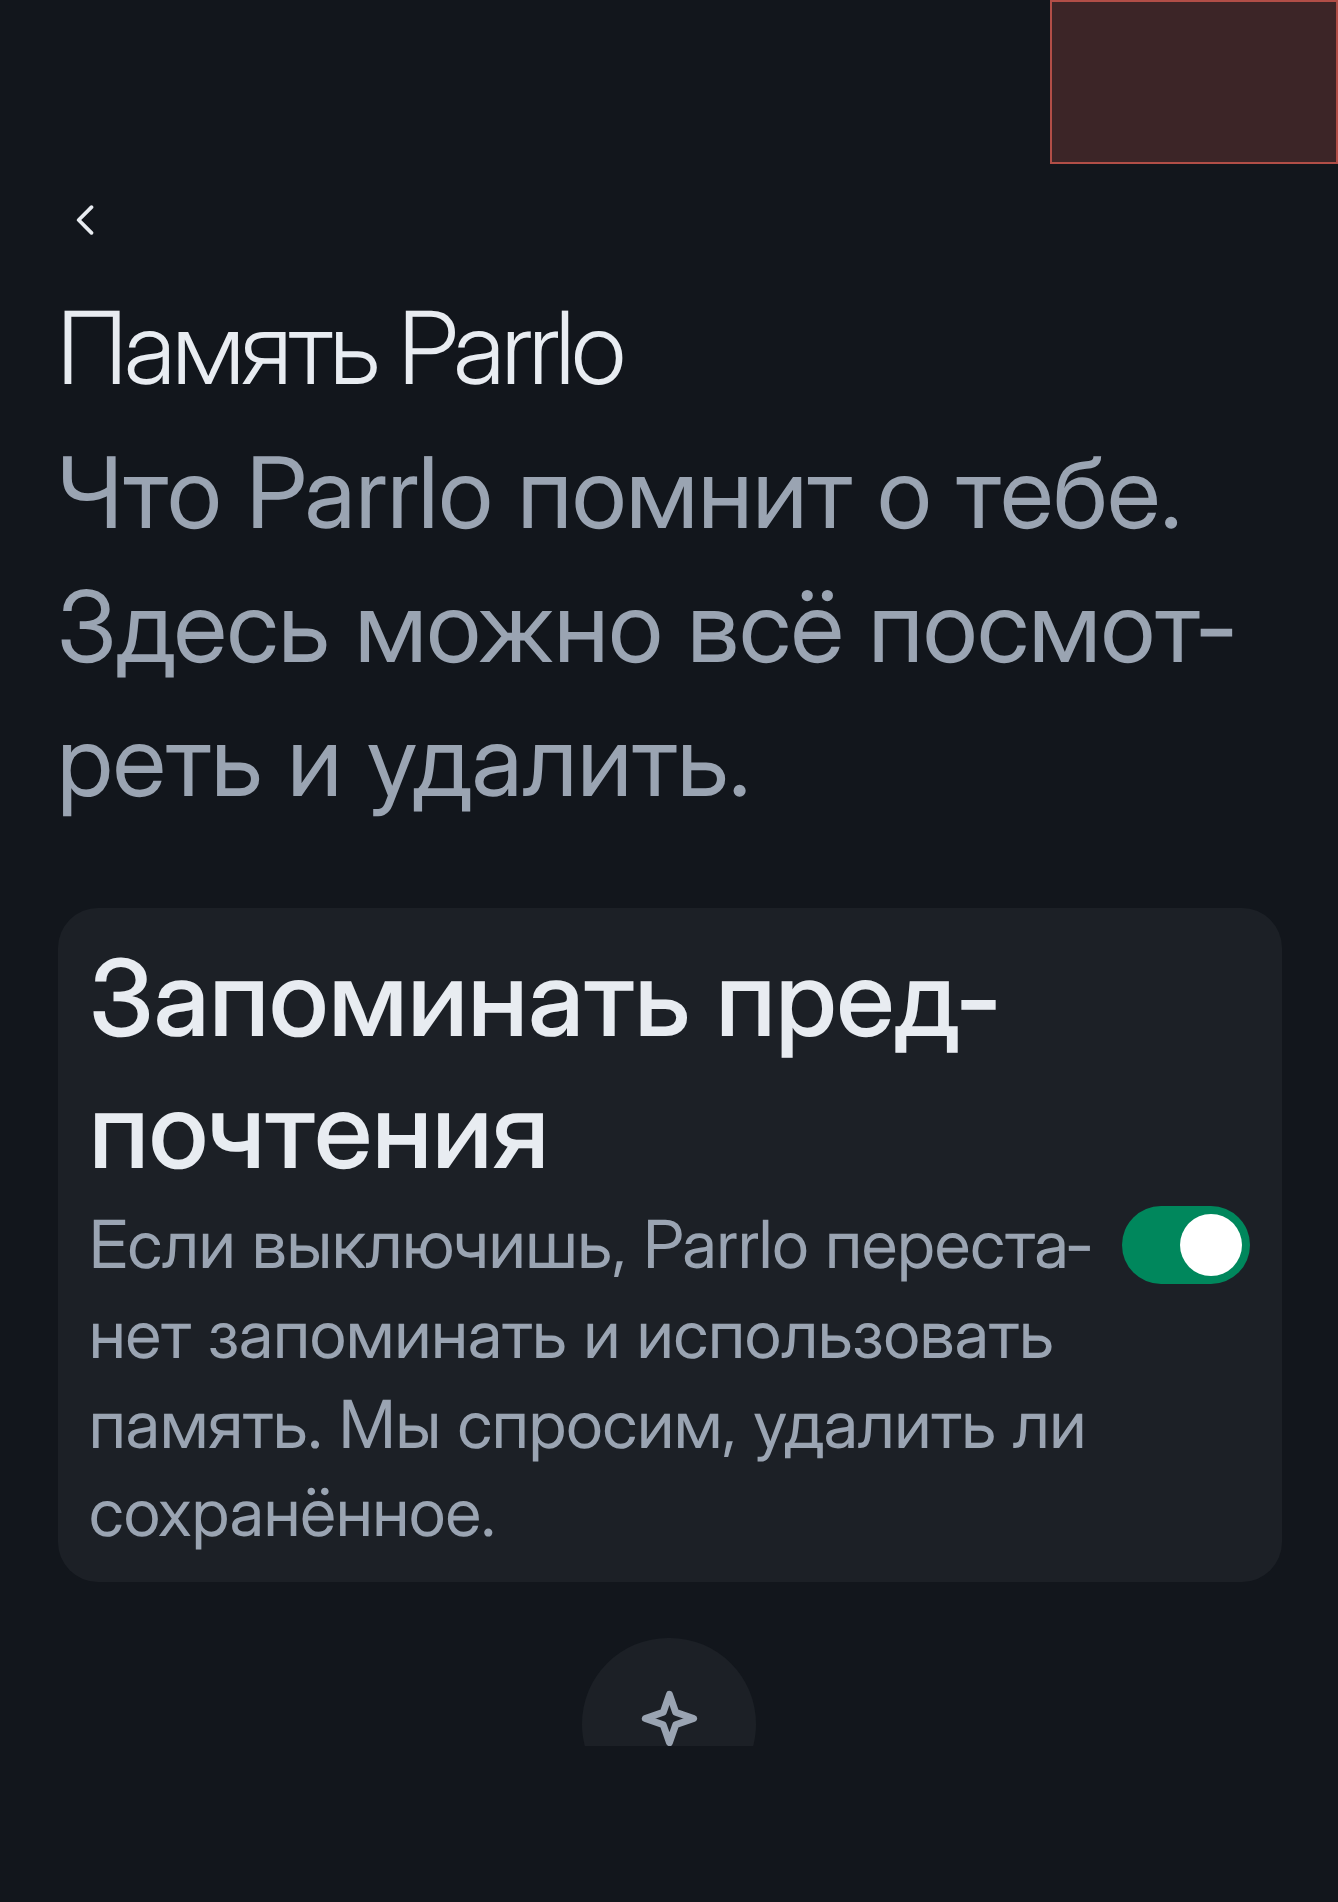 Память Parrlo
Что Parrlo помнит о тебе.
Здесь можно всё посмот-
реть и удалить.
Запоминать пред-
почтения
Если выключишь, Parrlo переста-
нет запоминать и использовать
память. Мы спросим, удалить ли
сохранённое.